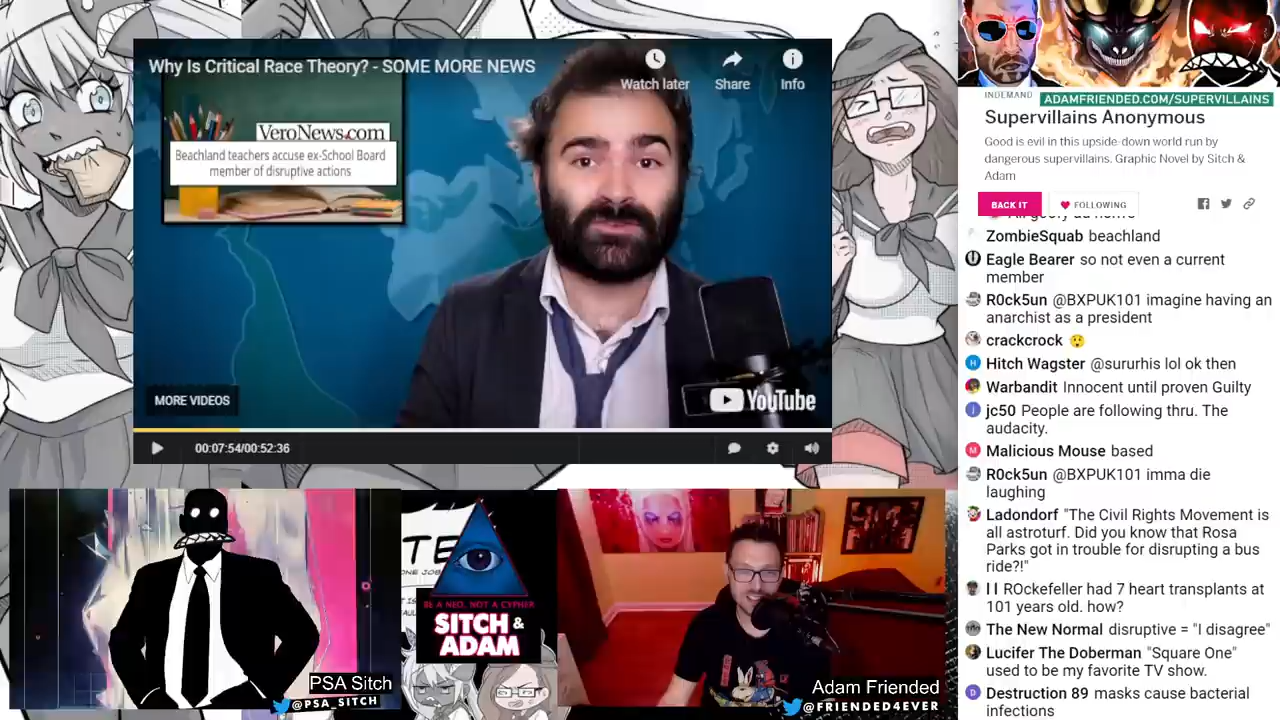 Why Is Critical Race Theory? - SOME MORE NEWS
Watch later
Share
Info
VeroNews.com
Beachland teachers accuse ex-School Board
member of disruptive actions
MORE VIDEOS
YouTube
00:07:54/00:52:36
PSA Sitch
@PSA_SITCH
BE A NEO, NOT A CYPHER
SITCH &
ADAM
Adam Friended
@FRIENDED4EVER
INDEMAND
ADAMFRIENDED.COM/SUPERVILLAINS
Supervillains Anonymous
Good is evil in this upside-down world run by
dangerous supervillains. Graphic Novel by Sitch &
Adam
BACK IT
FOLLOWING
ZombieSquab beachland
Eagle Bearer so not even a current
member
R0ck5un @BXPUK101 imagine having an
anarchist as a president
crackcrock 😲
Hitch Wagster @sururhis lol ok then
Warbandit Innocent until proven Guilty
jc50 People are following thru. The
audacity.
Malicious Mouse based
R0ck5un @BXPUK101 imma die
laughing
Ladondorf "The Civil Rights Movement is
all astroturf. Did you know that Rosa
Parks got in trouble for disrupting a bus
ride?!"
I I ROckefeller had 7 heart transplants at
101 years old. how?
The New Normal disruptive = "I disagree"
Lucifer The Doberman "Square One"
used to be my favorite TV show.
Destruction 89 masks cause bacterial
infections